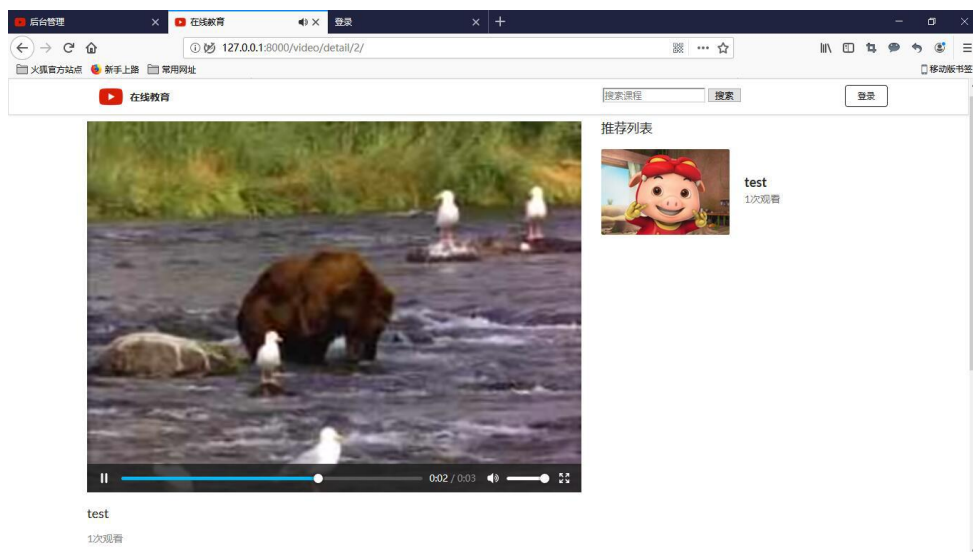 后台管理
在线教育
登录
127.0.0.1:8000/video/detail/2/
火狐官方站点 新手上路 常用网址
移动版书签
在线教育
搜索课程 搜索
登录
推荐列表
test
1次观看
0:02 / 0:03
test
1次观看